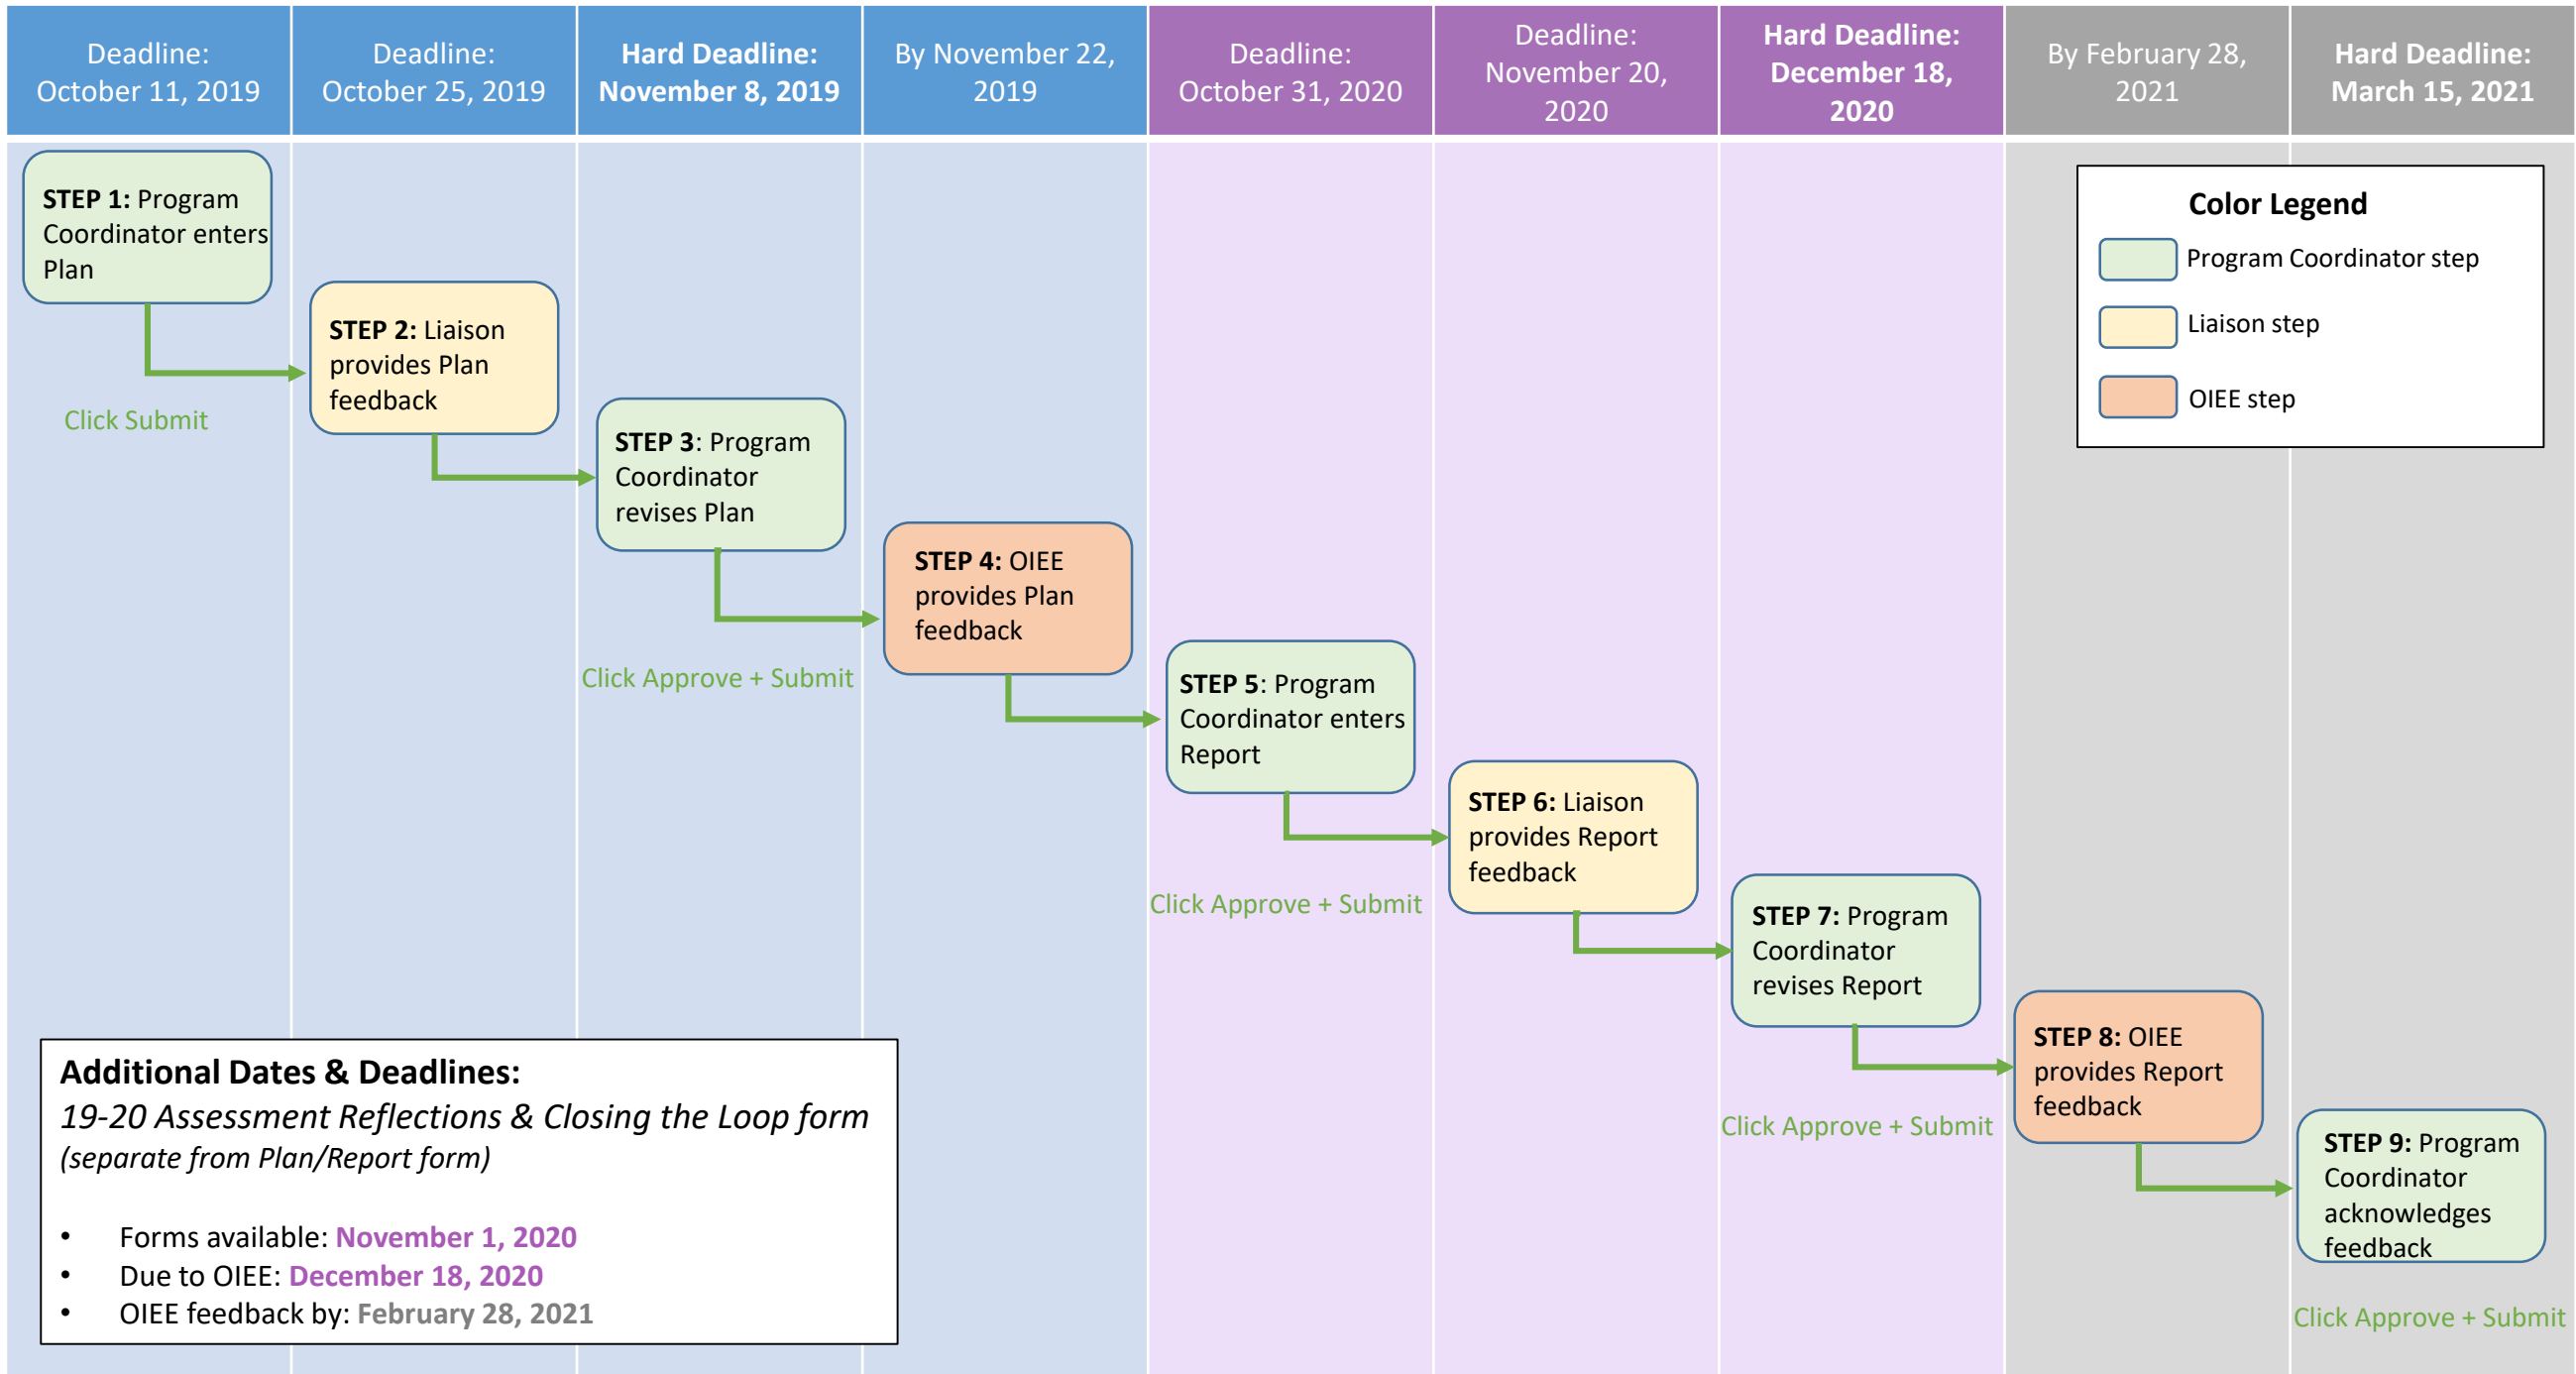 Deadline:
October 11, 2019
Deadline:
October 25, 2019
Hard Deadline:
November 8, 2019
By November 22,
2019
Deadline:
October 31, 2020
Deadline:
November 20,
2020
Hard Deadline:
December 18,
2020
By February 28,
2021
Hard Deadline:
March 15, 2021
STEP 1: Program
Coordinator enters
Plan
Click Submit
STEP 2: Liaison
provides Plan
feedback
STEP 3: Program
Coordinator
revises Plan
Click Approve + Submit
STEP 4: OIEE
provides Plan
feedback
STEP 5: Program
Coordinator enters
Report
Click Approve + Submit
STEP 6: Liaison
provides Report
feedback
STEP 7: Program
Coordinator
revises Report
Click Approve + Submit
STEP 8: OIEE
provides Report
feedback
STEP 9: Program
Coordinator
acknowledges
feedback
Click Approve + Submit
Color Legend
Program Coordinator step
Liaison step
OIEE step
Additional Dates & Deadlines:
19-20 Assessment Reflections & Closing the Loop form
(separate from Plan/Report form)
• Forms available: November 1, 2020
• Due to OIEE: December 18, 2020
• OIEE feedback by: February 28, 2021